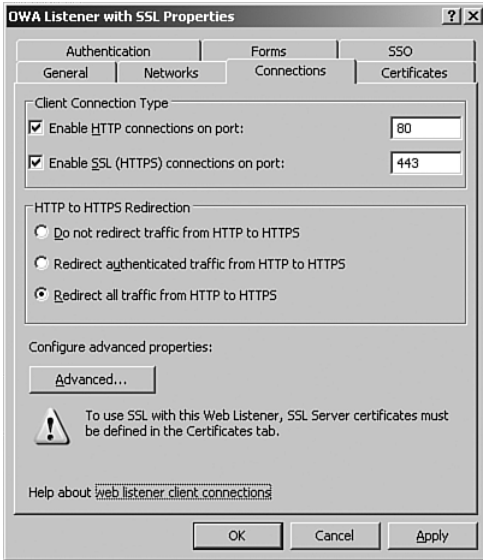 OWA Listener with SSL Properties
Authentication Forms SSO
General Networks Connections Certificates
Client Connection Type
Enable HTTP connections on port: 80
Enable SSL (HTTPS) connections on port: 443
HTTP to HTTPS Redirection
Do not redirect traffic from HTTP to HTTPS
Redirect authenticated traffic from HTTP to HTTPS
Redirect all traffic from HTTP to HTTPS
Configure advanced properties:
Advanced...
To use SSL with this Web Listener, SSL Server certificates must
be defined in the Certificates tab.
Help about web listener client connections
OK Cancel Apply